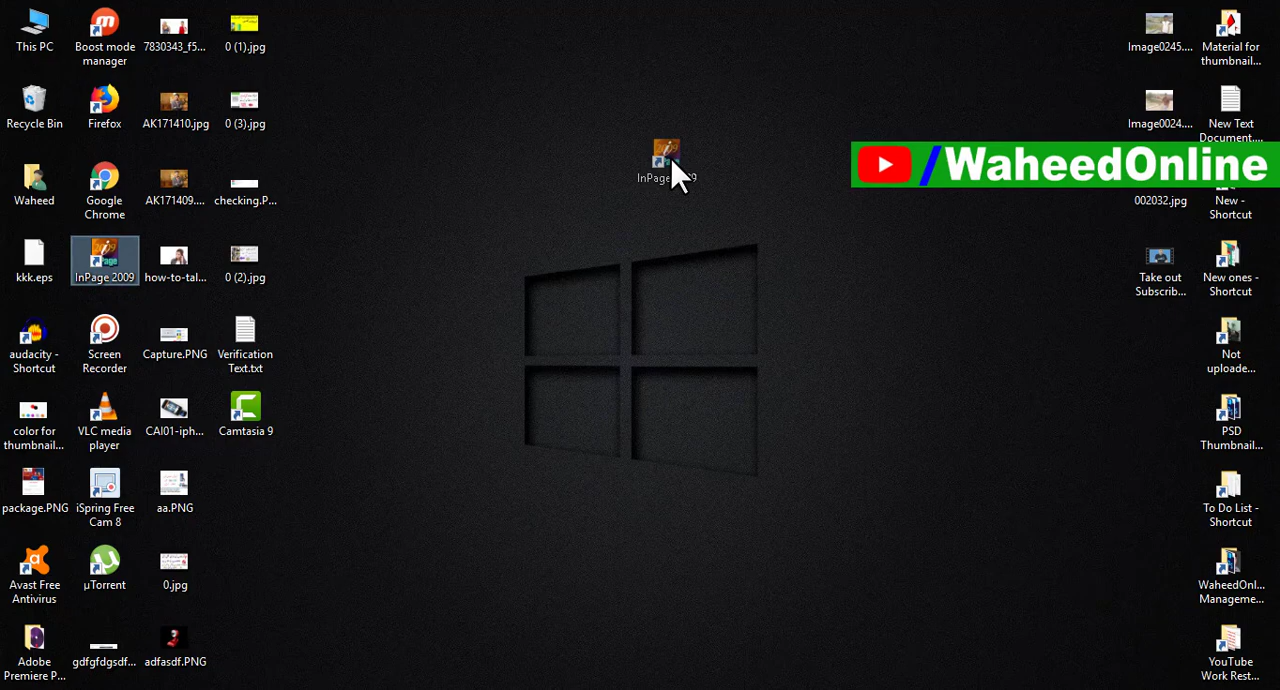 This PC
Boost mode
manager
7830343_f5...
0 (1).jpg
Recycle Bin
Firefox
AK171410.jpg
0 (3).jpg
Waheed
Google
Chrome
AK171409....
checking.P...
kkk.eps
InPage 2009
how-to-tal...
0 (2).jpg
audacity -
Shortcut
Screen
Recorder
Capture.PNG
Verification
Text.txt
color for
thumbnail...
VLC media
player
CAI01-iph...
Camtasia 9
package.PNG
iSpring Free
Cam 8
aa.PNG
Avast Free
Antivirus
µTorrent
0.jpg
Adobe
Premiere P...
gdfgfdgsdf...
adfasdf.PNG
/WaheedOnline
Image0245....
Material for
thumbnail...
Image0024....
New Text
Document....
002032.jpg
New -
Shortcut
Take out
Subscrib...
New ones -
Shortcut
Not
uploade...
PSD
Thumbnail...
To Do List -
Shortcut
WaheedOnl...
Manageme...
YouTube
Work Rest...